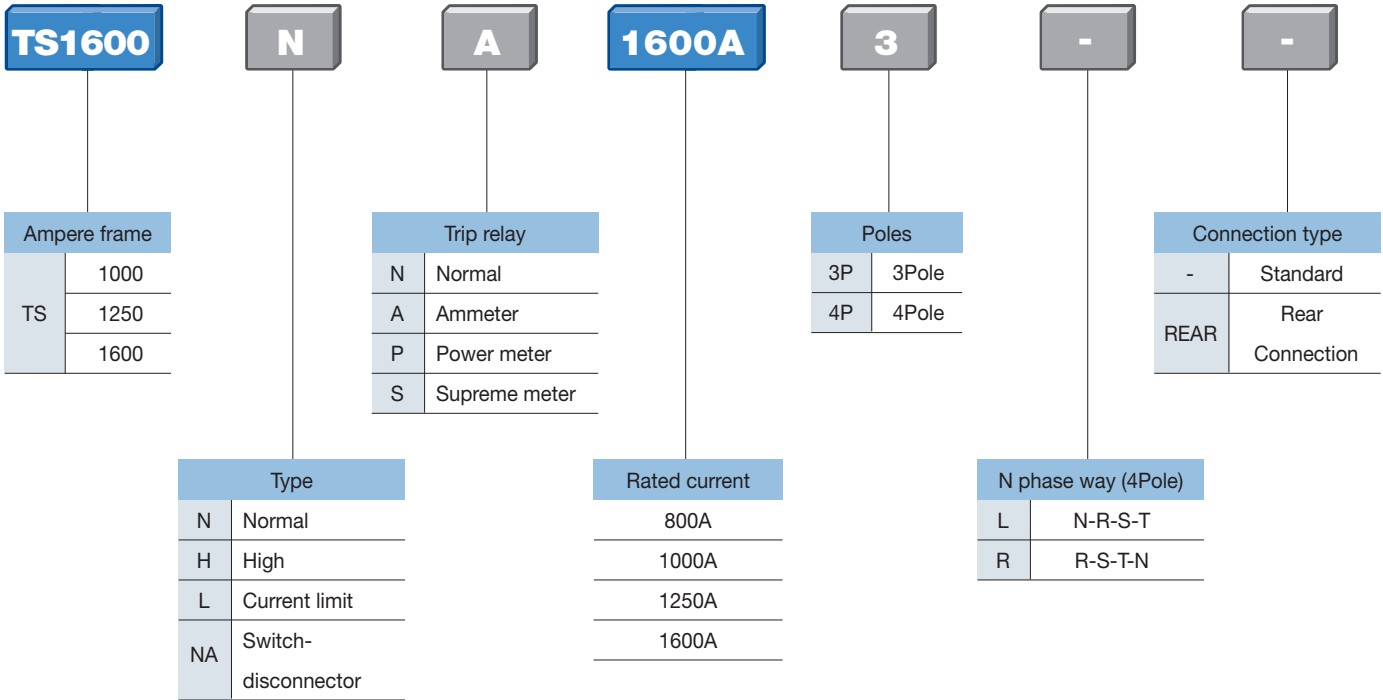 TS1600 N A 1600A 3 - -
Ampere frame
TS
1000
1250
1600
Trip relay
N Normal
A Ammeter
P Power meter
S Supreme meter
Poles
3P 3Pole
4P 4Pole
Connection type
- Standard
REAR
Rear
Connection
Type
N Normal
H High
L Current limit
NA
Switch-
disconnector
Rated current
800A
1000A
1250A
1600A
N phase way (4Pole)
L N-R-S-T
R R-S-T-N